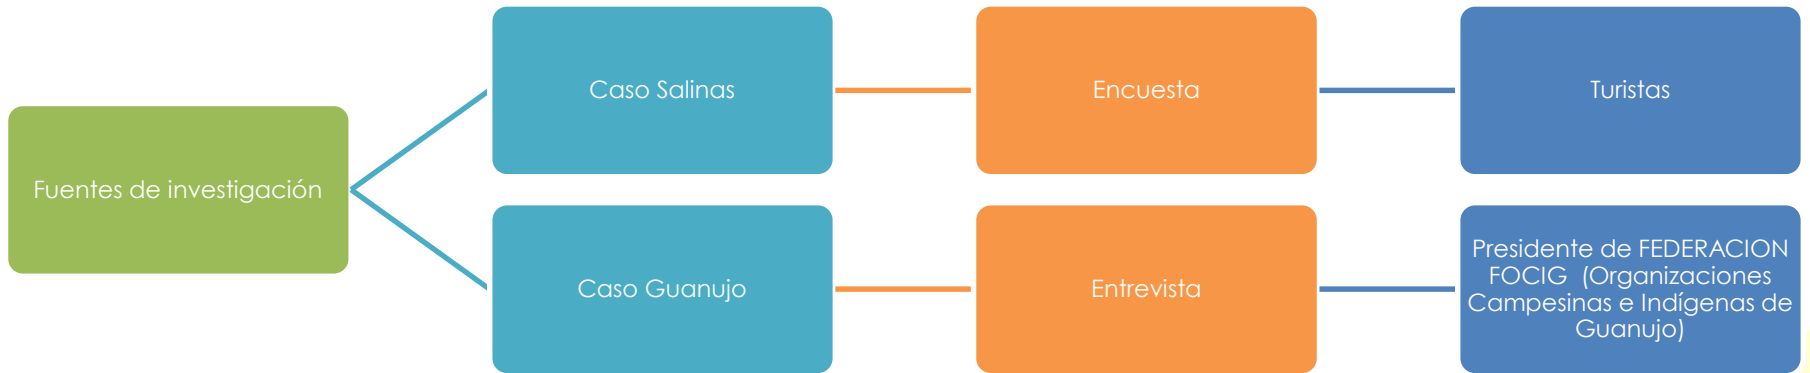 Fuentes de investigación
Caso Salinas
Encuesta
Turistas
Caso Guanujo
Entrevista
Presidente de FEDERACION
FOCIG  (Organizaciones
Campesinas e Indígenas de
Guanujo)